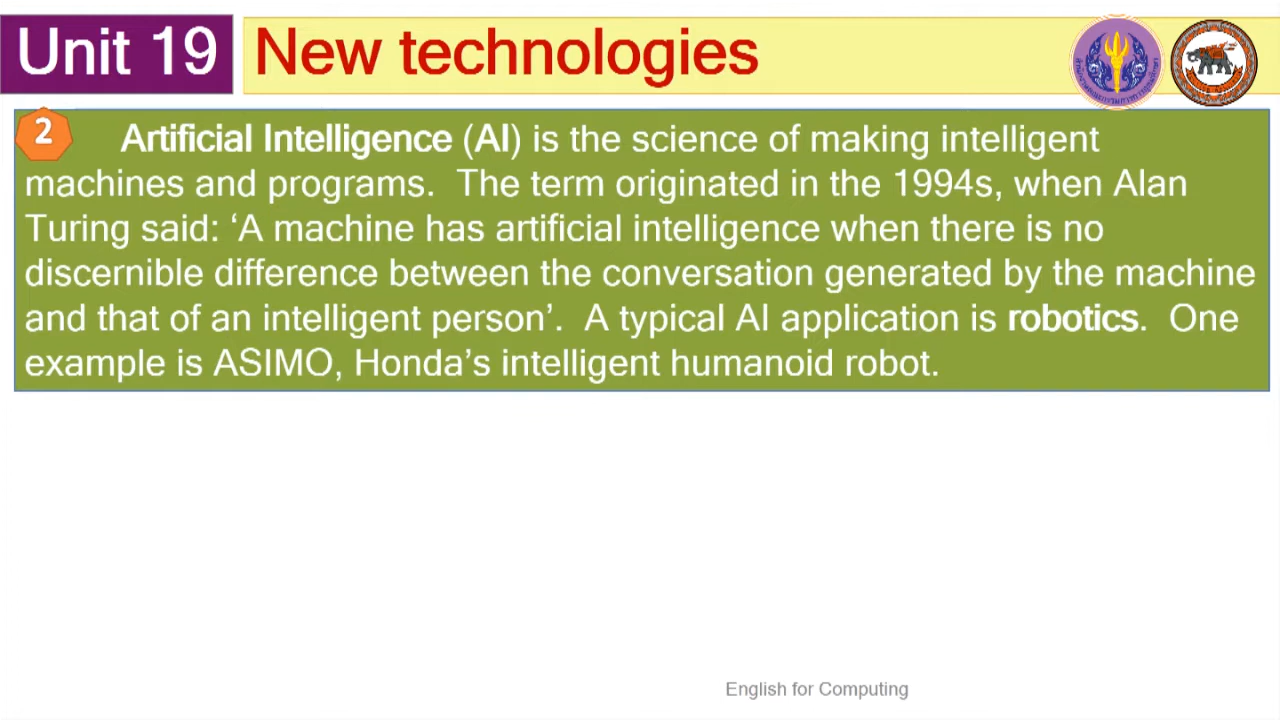 Unit 19
New technologies
2
Artificial Intelligence (AI) is the science of making intelligent
machines and programs. The term originated in the 1994s, when Alan
Turing said: ‘A machine has artificial intelligence when there is no
discernible difference between the conversation generated by the machine
and that of an intelligent person’. A typical AI application is robotics. One
example is ASIMO, Honda’s intelligent humanoid robot.
English for Computing